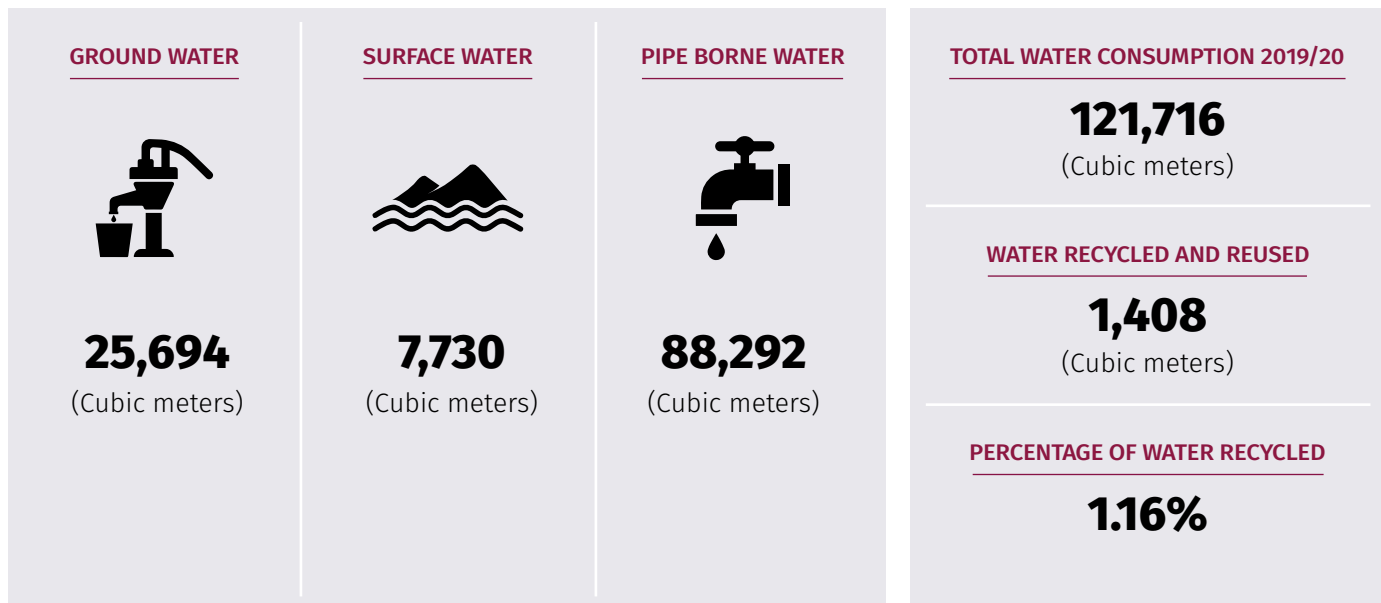 GROUND WATER
25,694
(Cubic meters)
SURFACE WATER
7,730
(Cubic meters)
PIPE BORNE WATER
88,292
(Cubic meters)
TOTAL WATER CONSUMPTION 2019/20
121,716
(Cubic meters)
WATER RECYCLED AND REUSED
1,408
(Cubic meters)
PERCENTAGE OF WATER RECYCLED
1.16%